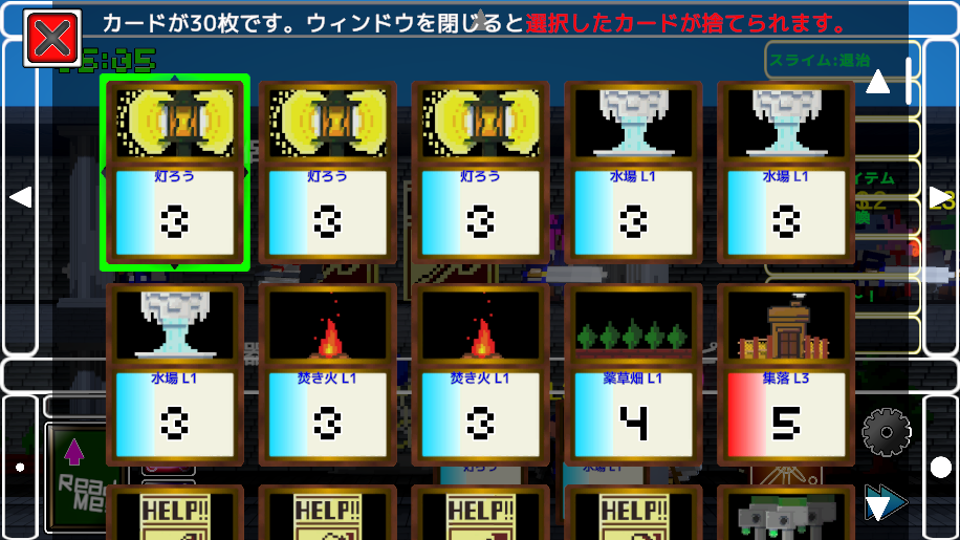 カードが30枚です。ウィンドウを閉じると選択したカードが捨てられます。
スライム:退治
灯ろう 灯ろう 灯ろう 水場 L1 水場 L1
3 3 3 3 3
水場 L1 焚き火 L1 焚き火 L1 薬草畑 L1 集落 L3
3 3 3 4 5
HELP!! HELP!! HELP!! HELP!!